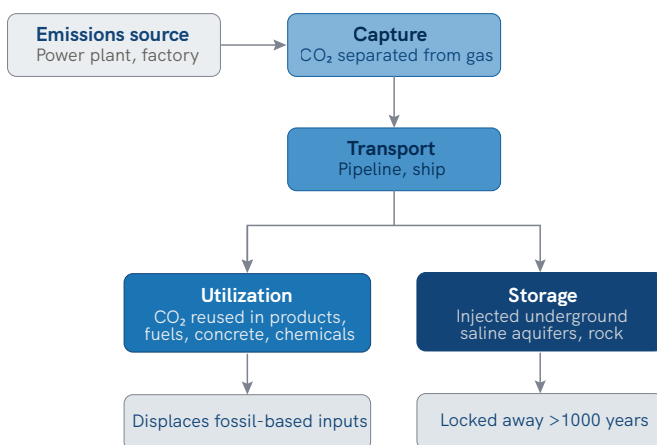 Emissions source
Power plant, factory
Capture
CO₂ separated from gas
Transport
Pipeline, ship
Utilization
CO₂ reused in products,
fuels, concrete, chemicals
Storage
Injected underground
saline aquifers, rock
Displaces fossil-based inputs
Locked away >1000 years